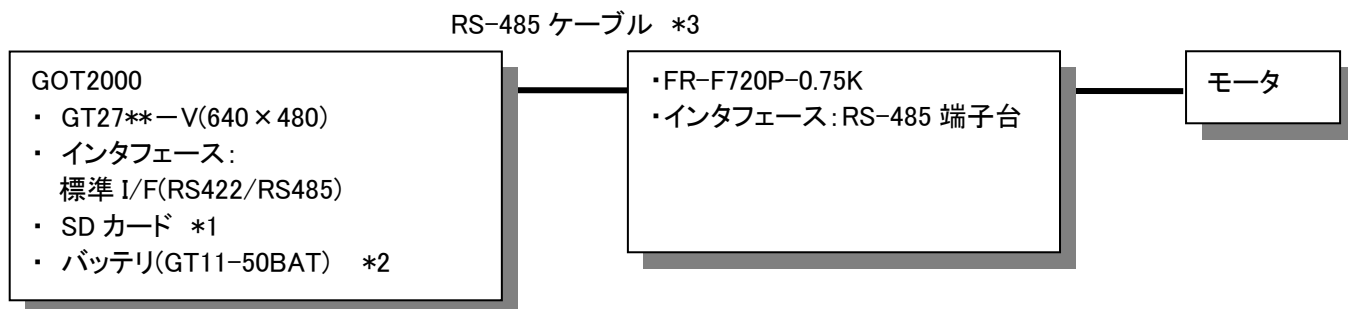 RS-485 ケーブル *3
GOT2000
・ GT27**－V(640×480)
・ インタフェース:
標準 I/F(RS422/RS485)
・ SD カード *1
・ バッテリ(GT11-50BAT) *2
・FR-F720P-0.75K
・インタフェース:RS-485 端子台
モータ